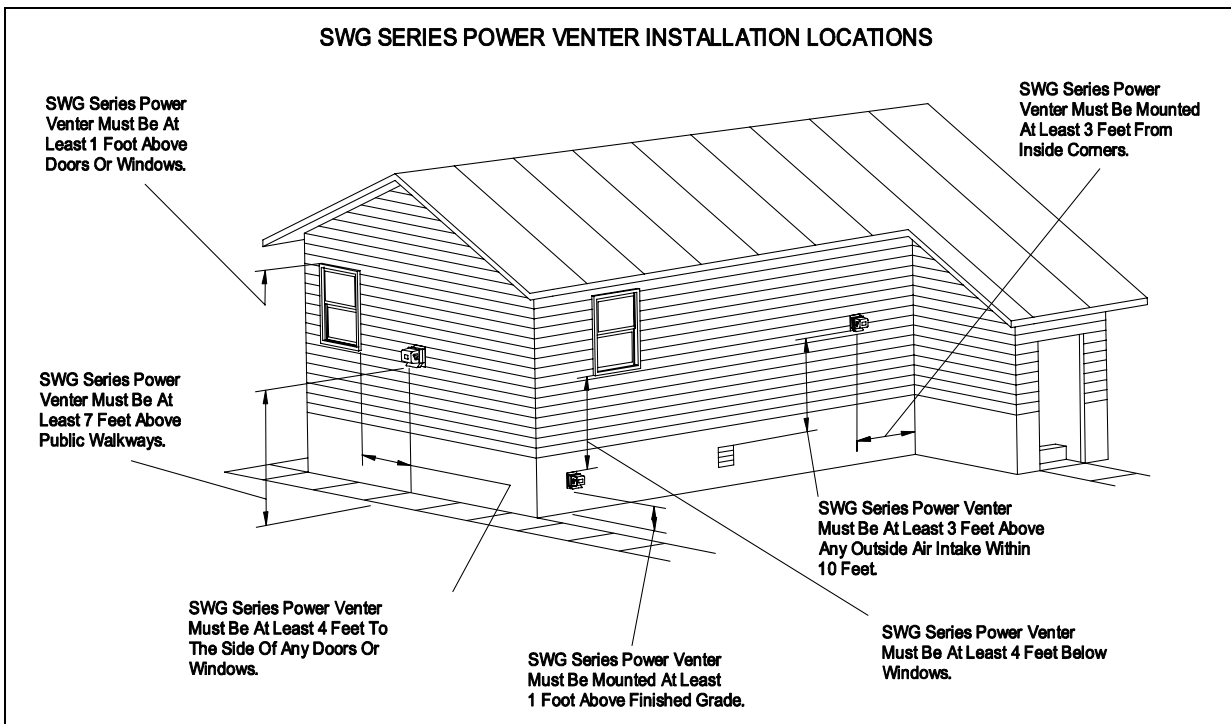 SWG SERIES POWER VENTER INSTALLATION LOCATIONS
SWG Series Power
Venter Must Be At
Least 1 Foot Above
Doors Or Windows.
SWG Series Power
Venter Must Be Mounted
At Least 3 Feet From
Inside Corners.
SWG Series Power
Venter Must Be At
Least 7 Feet Above
Public Walkways.
SWG Series Power Venter
Must Be At Least 3 Feet Above
Any Outside Air Intake Within
10 Feet.
SWG Series Power Venter
Must Be At Least 4 Feet To
The Side Of Any Doors Or
Windows.
SWG Series Power Venter
Must Be Mounted At Least
1 Foot Above Finished Grade.
SWG Series Power Venter
Must Be At Least 4 Feet Below
Windows.